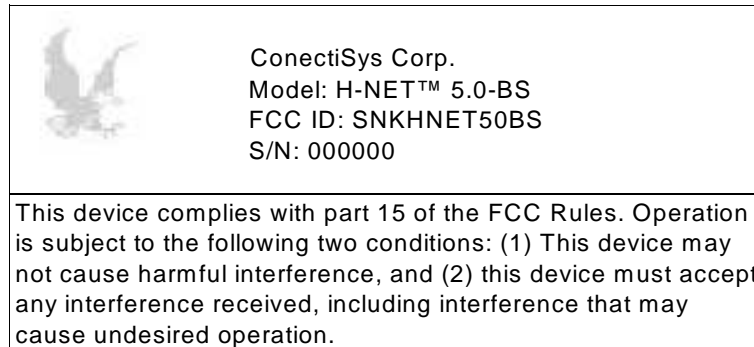 ConectiSys Corp.
Model: H-NET™ 5.0-BS
FCC ID: SNKHNET50BS
S/N: 000000
This device complies with part 15 of the FCC Rules. Operation
is subject to the following two conditions: (1) This device may
not cause harmful interference, and (2) this device must accept
any interference received, including interference that may
cause undesired operation.